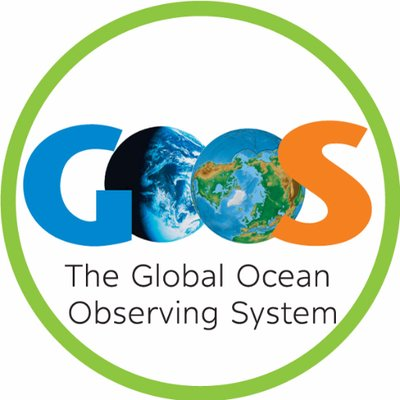 GOOS
The Global Ocean
Observing System